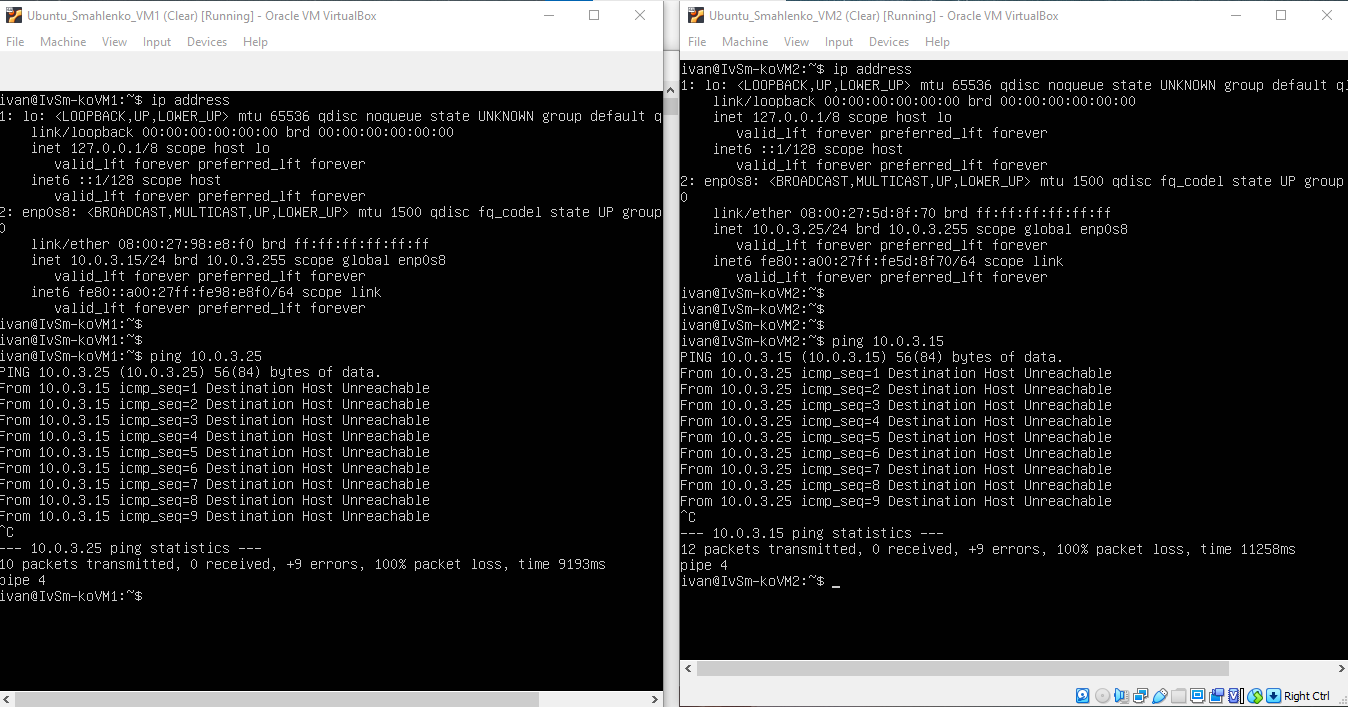 Ubuntu_Smahlenko_VM1 (Clear) [Running] - Oracle VM VirtualBox
File Machine View Input Devices Help
ivan@IvSm-koVM1:~$ ip address
1: lo: <LOOPBACK,UP,LOWER_UP> mtu 65536 qdisc noqueue state UNKNOWN group default q
link/loopback 00:00:00:00:00:00 brd 00:00:00:00:00:00
inet 127.0.0.1/8 scope host lo
valid_lft forever preferred_lft forever
inet6 ::1/128 scope host
valid_lft forever preferred_lft forever
2: enp0s8: <BROADCAST,MULTICAST,UP,LOWER_UP> mtu 1500 qdisc fq_codel state UP group
0
link/ether 08:00:27:98:e8:f0 brd ff:ff:ff:ff:ff:ff
inet 10.0.3.15/24 brd 10.0.3.255 scope global enp0s8
valid_lft forever preferred_lft forever
inet6 fe80::a00:27ff:fe98:e8f0/64 scope link
valid_lft forever preferred_lft forever
ivan@IvSm-koVM1:~$
ivan@IvSm-koVM1:~$
ivan@IvSm-koVM1:~$ ping 10.0.3.25
PING 10.0.3.25 (10.0.3.25) 56(84) bytes of data.
From 10.0.3.15 icmp_seq=1 Destination Host Unreachable
From 10.0.3.15 icmp_seq=2 Destination Host Unreachable
From 10.0.3.15 icmp_seq=3 Destination Host Unreachable
From 10.0.3.15 icmp_seq=4 Destination Host Unreachable
From 10.0.3.15 icmp_seq=5 Destination Host Unreachable
From 10.0.3.15 icmp_seq=6 Destination Host Unreachable
From 10.0.3.15 icmp_seq=7 Destination Host Unreachable
From 10.0.3.15 icmp_seq=8 Destination Host Unreachable
From 10.0.3.15 icmp_seq=9 Destination Host Unreachable
^C
--- 10.0.3.25 ping statistics ---
10 packets transmitted, 0 received, +9 errors, 100% packet loss, time 9193ms
pipe 4
ivan@IvSm-koVM1:~$
Ubuntu_Smahlenko_VM2 (Clear) [Running] - Oracle VM VirtualBox
File Machine View Input Devices Help
ivan@IvSm-koVM2:~$ ip address
1: lo: <LOOPBACK,UP,LOWER_UP> mtu 65536 qdisc noqueue state UNKNOWN group default ql
link/loopback 00:00:00:00:00:00 brd 00:00:00:00:00:00
inet 127.0.0.1/8 scope host lo
valid_lft forever preferred_lft forever
inet6 ::1/128 scope host
valid_lft forever preferred_lft forever
2: enp0s8: <BROADCAST,MULTICAST,UP,LOWER_UP> mtu 1500 qdisc fq_codel state UP group
0
link/ether 08:00:27:5d:8f:70 brd ff:ff:ff:ff:ff:ff
inet 10.0.3.25/24 brd 10.0.3.255 scope global enp0s8
valid_lft forever preferred_lft forever
inet6 fe80::a00:27ff:fe5d:8f70/64 scope link
valid_lft forever preferred_lft forever
ivan@IvSm-koVM2:~$
ivan@IvSm-koVM2:~$
ivan@IvSm-koVM2:~$
ivan@IvSm-koVM2:~$ ping 10.0.3.15
PING 10.0.3.15 (10.0.3.15) 56(84) bytes of data.
From 10.0.3.25 icmp_seq=1 Destination Host Unreachable
From 10.0.3.25 icmp_seq=2 Destination Host Unreachable
From 10.0.3.25 icmp_seq=3 Destination Host Unreachable
From 10.0.3.25 icmp_seq=4 Destination Host Unreachable
From 10.0.3.25 icmp_seq=5 Destination Host Unreachable
From 10.0.3.25 icmp_seq=6 Destination Host Unreachable
From 10.0.3.25 icmp_seq=7 Destination Host Unreachable
From 10.0.3.25 icmp_seq=8 Destination Host Unreachable
From 10.0.3.25 icmp_seq=9 Destination Host Unreachable
^C
--- 10.0.3.15 ping statistics ---
12 packets transmitted, 0 received, +9 errors, 100% packet loss, time 11258ms
pipe 4
ivan@IvSm-koVM2:~$ _
Right Ctrl